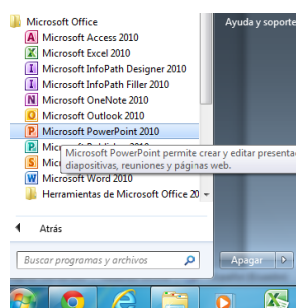 Microsoft Office
Ayuda y soporte
Microsoft Access 2010
Microsoft Excel 2010
Microsoft InfoPath Designer 2010
Microsoft InfoPath Filler 2010
Microsoft OneNote 2010
Microsoft Outlook 2010
Microsoft PowerPoint 2010
Microsoft PowerPoint permite crear y editar presenta
diapositivas, reuniones y páginas web.
Microsoft Word 2010
Herramientas de Microsoft Office 20
Atrás
Buscar programas y archivos
Apagar